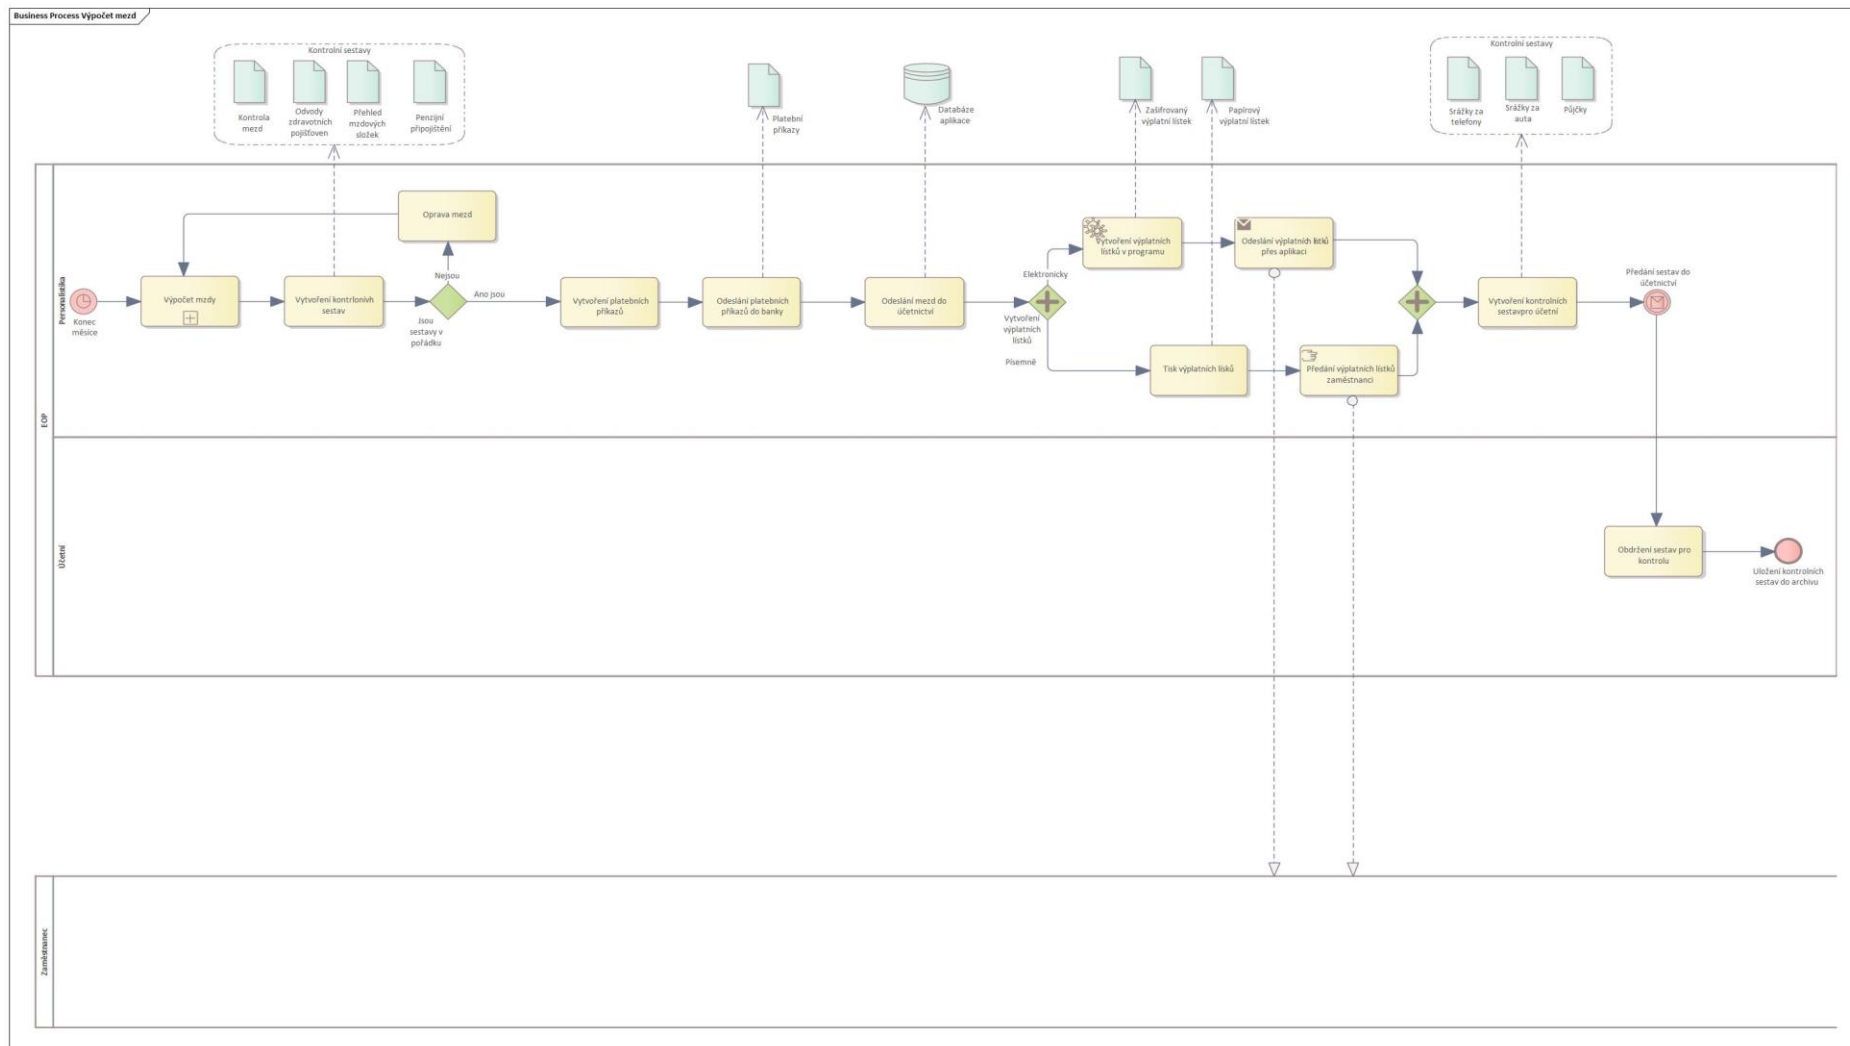 Business Process Výpočet mezd
Kontrolní sestavy
Kontrola
mezd
Odvody
zdravotních
pojišťoven
Přehled
mzdových
složek
Penzijní
připojištění
Platební
příkazy
Databáze
aplikace
Zašifrovaný
výplatní lístek
Papírový
výplatní lístek
Kontrolní sestavy
Srážky za
telefony
Srážky za
auta
Půjčky
EOP
Personalistika
Konec
měsíce
Výpočet mzdy
Vytvoření kontrlonívh
sestav
Oprava mezd
Nejsou
Jsou
sestavy v
pořádku
Ano jsou
Vytvoření platebních
příkazů
Odeslání platebních
příkazů do banky
Odeslání mezd do
účetnictví
Elektronicky
Vytvoření
výplatních
lístků
Písemně
Vytvoření výplatních
lístků v programu
Odeslání výplatních lístků
přes aplikaci
Tisk výplatních lísků
Předání výplatních lístků
zaměstnanci
Vytvoření kontrolních
sestavpro účetní
Předání sestav do
účetnictví
Účetní
Obdržení sestav pro
kontrolu
Uložení kontrolních
sestav do archivu
Zaměstnanec